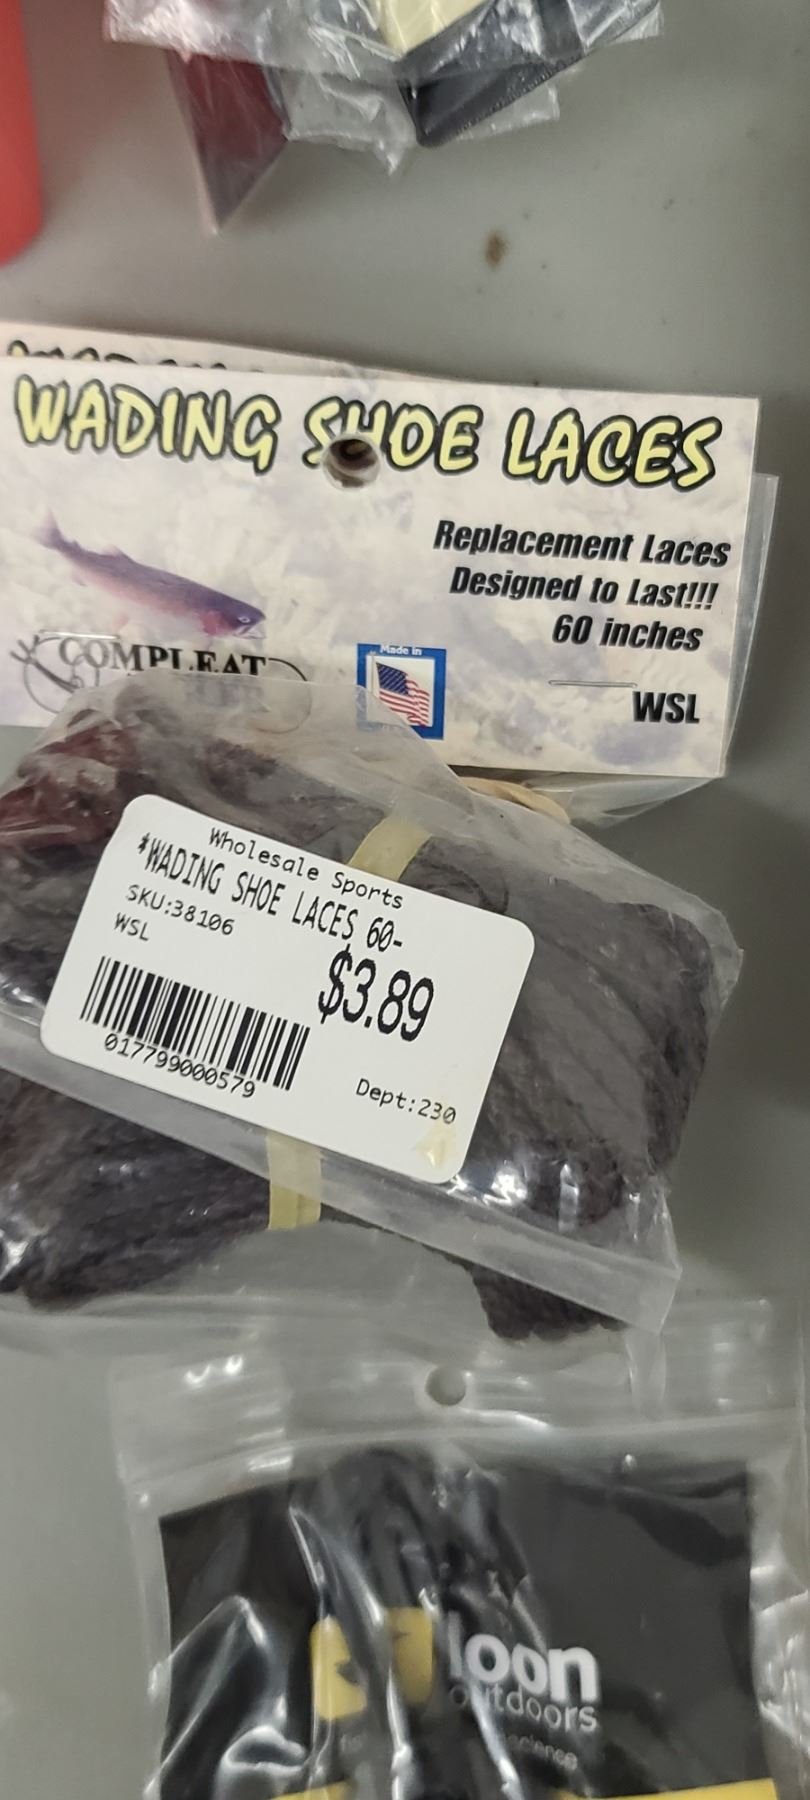 WADING SHOE LACES
Replacement Laces
Designed to Last!!!
60 inches
COMPLEAT
Made in
WSL
Wholesale Sports
*WADING SHOE LACES 60-
SKU:38106
WSL
$3.89
017799000579
Dept:230
loon
outdoors